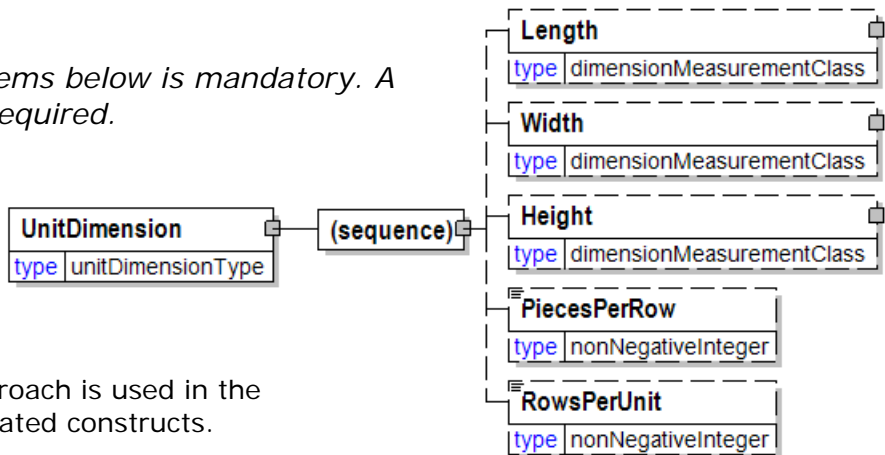 ems below is mandatory. A
equired.
UnitDimension
type unitDimensionType
(sequence)
Length
type dimensionMeasurementClass
Width
type dimensionMeasurementClass
Height
type dimensionMeasurementClass
PiecesPerRow
type nonNegativeInteger
RowsPerUnit
type nonNegativeInteger
roach is used in the
ated constructs.